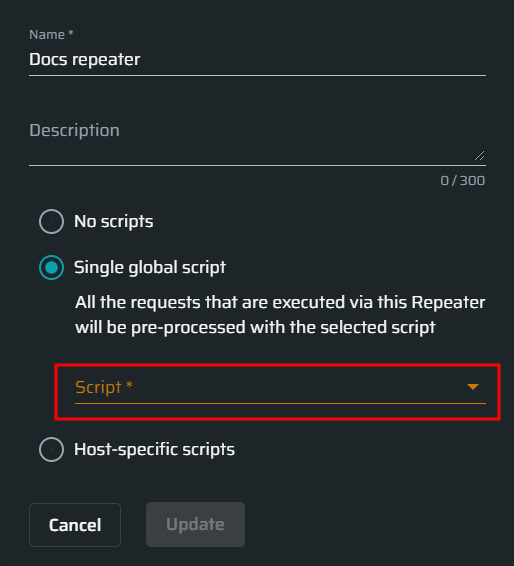 Name *
Docs repeater
Description
0 / 300
No scripts
Single global script
All the requests that are executed via this Repeater
will be pre-processed with the selected script
Script *
Host-specific scripts
Cancel
Update